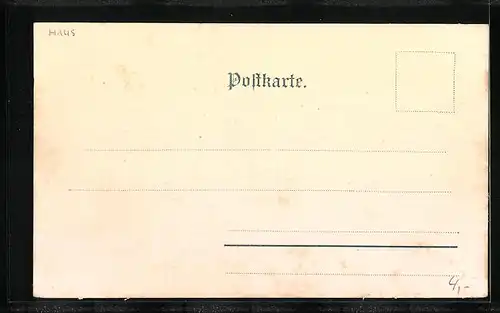 HAUS
Postkarte.
4,-